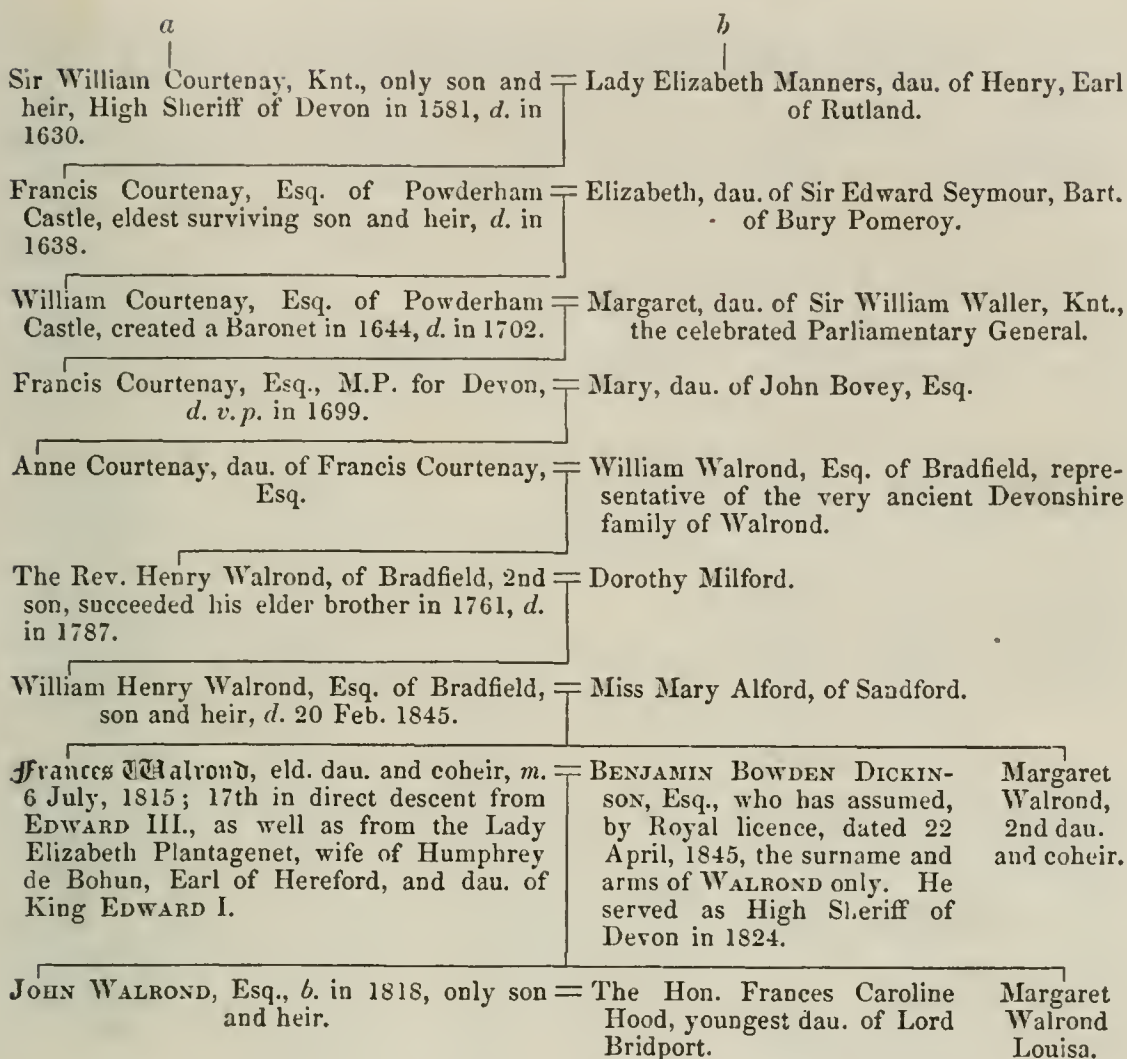 a
b
Sir William Courtenay, Knt., only son and
heir, High Sheriff of Devon in 1581, d. in
1630.
= Lady Elizabeth Manners, dau. of Henry, Earl
of Rutland.
Francis Courtenay, Esq. of Powderham
Castle, eldest surviving son and heir, d. in
1638.
= Elizabeth, dau. of Sir Edward Seymour, Bart.
of Bury Pomeroy.
William Courtenay, Esq. of Powderham
Castle, created a Baronet in 1644, d. in 1702.
= Margaret, dau. of Sir William Waller, Knt.,
the celebrated Parliamentary General.
Francis Courtenay, Esq., M.P. for Devon,
d. v. p. in 1699.
= Mary, dau. of John Bovey, Esq.
Anne Courtenay, dau. of Francis Courtenay,
Esq.
= William Walrond, Esq. of Bradfield, repre-
sentative of the very ancient Devonshire
family of Walrond.
The Rev. Henry Walrond, of Bradfield, 2nd
son, succeeded his elder brother in 1761, d.
in 1787.
= Dorothy Milford.
William Henry Walrond, Esq. of Bradfield,
son and heir, d. 20 Feb. 1845.
= Miss Mary Alford, of Sandford.
Frances Walrond, eld. dau. and coheir, m.
6 July, 1815; 17th in direct descent from
EDWARD III., as well as from the Lady
Elizabeth Plantagenet, wife of Humphrey
de Bohun, Earl of Hereford, and dau. of
King EDWARD I.
= BENJAMIN BOWDEN DICKIN-
SON, Esq., who has assumed,
by Royal licence, dated 22
April, 1845, the surname and
arms of WALROND only. He
served as High Sheriff of
Devon in 1824.
Margaret
Walrond,
2nd dau.
and coheir.
JOHN WALROND, Esq., b. in 1818, only son
and heir.
= The Hon. Frances Caroline
Hood, youngest dau. of Lord
Bridport.
Margaret
Walrond
Louisa.